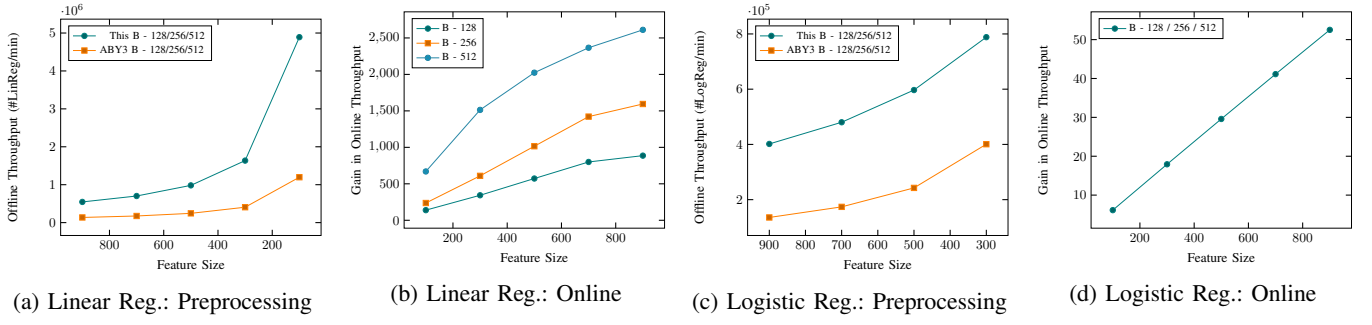 ·10⁶
5
4
3
2
1
0
800 600 400 200
Offline Throughput (#LinReg/min)
Feature Size
This B - 128/256/512
ABY3 B - 128/256/512
(a) Linear Reg.: Preprocessing
2,500
2,000
1,500
1,000
500
0
200 400 600 800
Gain in Online Throughput
Feature Size
B - 128
B - 256
B - 512
(b) Linear Reg.: Online
·10⁵
8
6
4
2
900 800 700 600 500 400 300
Offline Throughput (#LogReg/min)
Feature Size
This B - 128/256/512
ABY3 B - 128/256/512
(c) Logistic Reg.: Preprocessing
50
40
30
20
10
200 400 600 800
Gain in Online Throughput
Feature Size
B - 128 / 256 / 512
(d) Logistic Reg.: Online